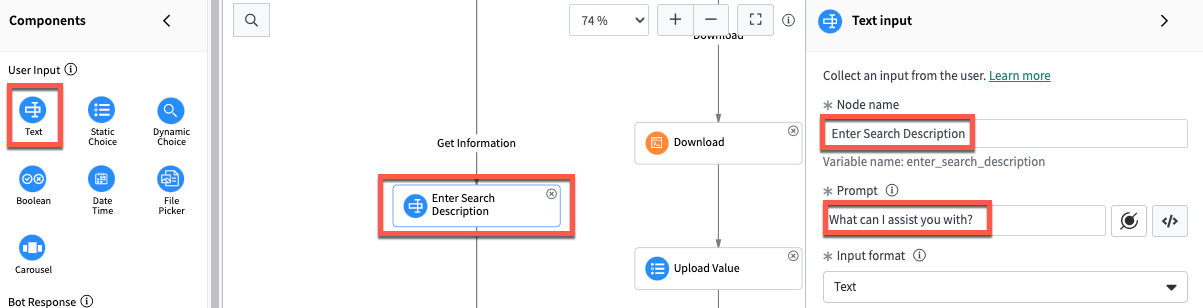 Components
User Input
Text
Static
Choice
Dynamic
Choice
Boolean
Date
Time
File
Picker
Carousel
Bot Response
74 %
Download
Get Information
Download
Enter Search
Description
Upload Value
Text input
Collect an input from the user. Learn more
Node name
Enter Search Description
Variable name: enter_search_description
Prompt
What can I assist you with?
Input format
Text